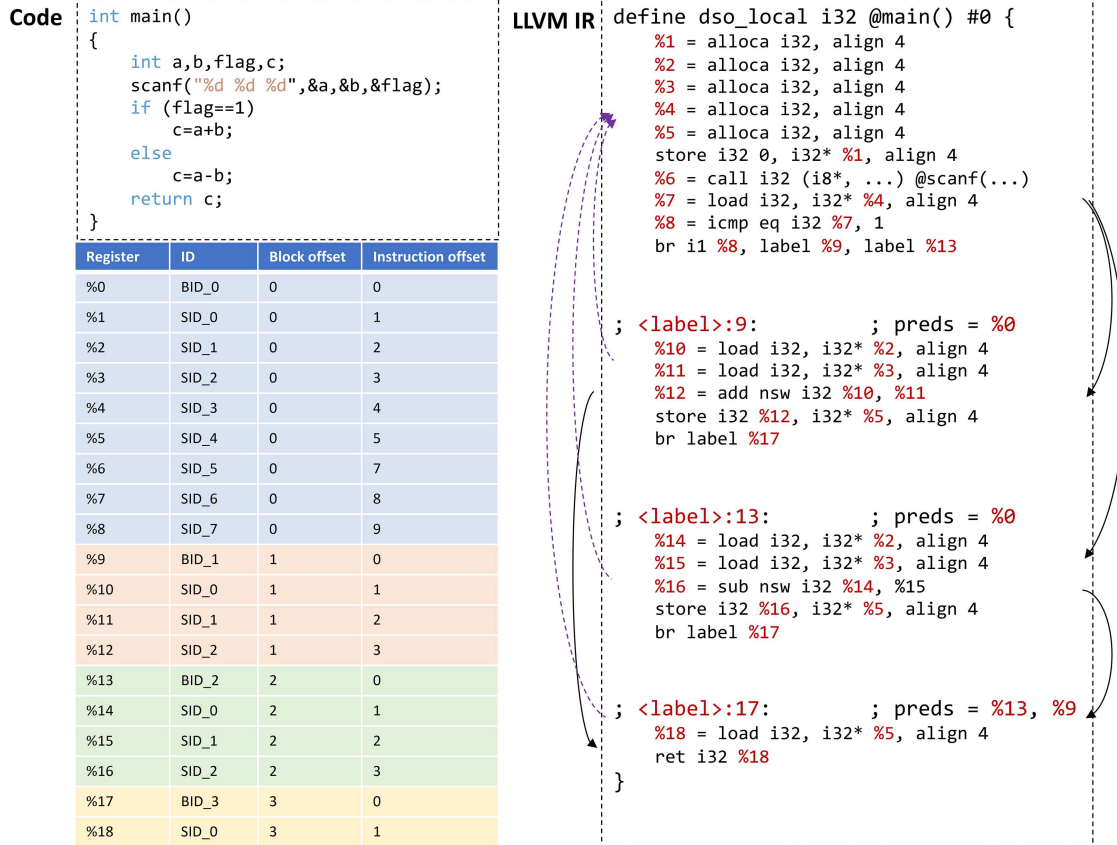 Code
int main()
{
int a,b,flag,c;
scanf("%d %d %d",&a,&b,&flag);
if (flag==1)
c=a+b;
else
c=a-b;
return c;
}
Register ID Block offset Instruction offset
%0 BID_0 0 0
%1 SID_0 0 1
%2 SID_1 0 2
%3 SID_2 0 3
%4 SID_3 0 4
%5 SID_4 0 5
%6 SID_5 0 7
%7 SID_6 0 8
%8 SID_7 0 9
%9 BID_1 1 0
%10 SID_0 1 1
%11 SID_1 1 2
%12 SID_2 1 3
%13 BID_2 2 0
%14 SID_0 2 1
%15 SID_1 2 2
%16 SID_2 2 3
%17 BID_3 3 0
%18 SID_0 3 1
LLVM IR
define dso_local i32 @main() #0 {
%1 = alloca i32, align 4
%2 = alloca i32, align 4
%3 = alloca i32, align 4
%4 = alloca i32, align 4
%5 = alloca i32, align 4
store i32 0, i32* %1, align 4
%6 = call i32 (i8*, ...) @scanf(...)
%7 = load i32, i32* %4, align 4
%8 = icmp eq i32 %7, 1
br i1 %8, label %9, label %13
; <label>:9: ; preds = %0
%10 = load i32, i32* %2, align 4
%11 = load i32, i32* %3, align 4
%12 = add nsw i32 %10, %11
store i32 %12, i32* %5, align 4
br label %17
; <label>:13: ; preds = %0
%14 = load i32, i32* %2, align 4
%15 = load i32, i32* %3, align 4
%16 = sub nsw i32 %14, %15
store i32 %16, i32* %5, align 4
br label %17
; <label>:17: ; preds = %13, %9
%18 = load i32, i32* %5, align 4
ret i32 %18
}